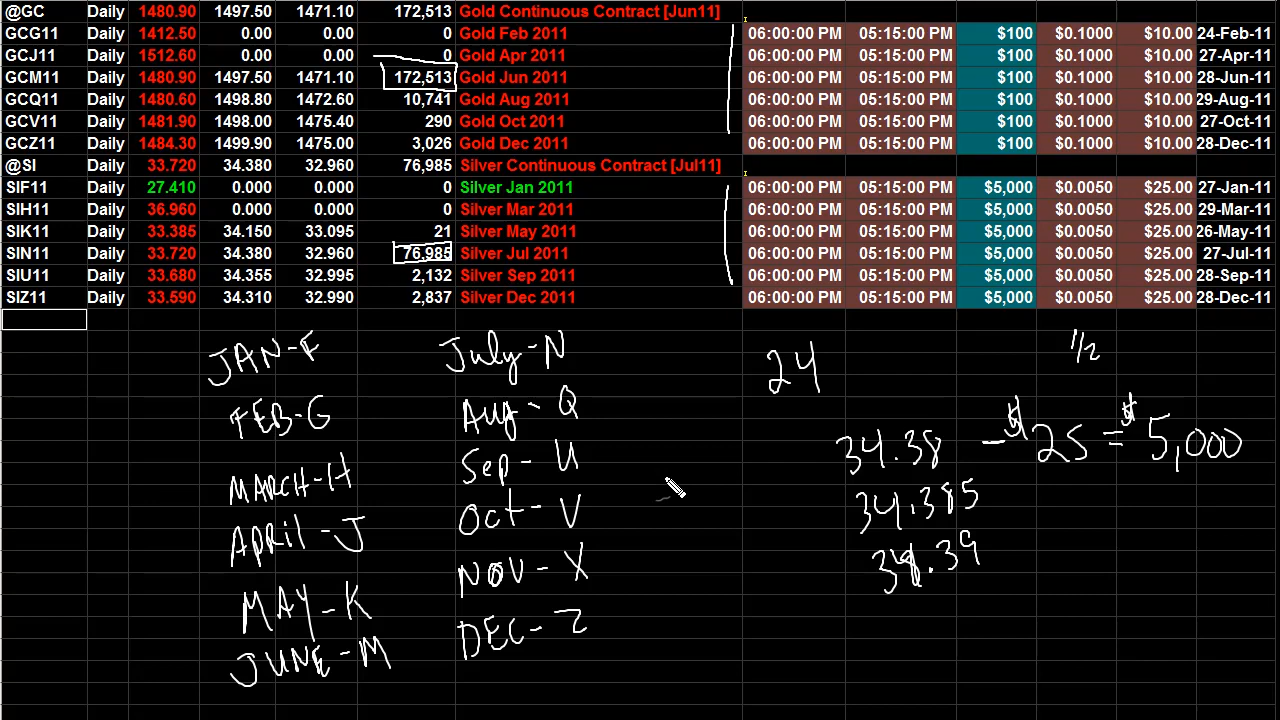 @GC Daily 1480.90 1497.50 1471.10 172,513 Gold Continuous Contract [Jun11]
GCG11 Daily 1412.50 0.00 0.00 0 Gold Feb 2011 06:00:00 PM 05:15:00 PM $100 $0.1000 $10.00 24-Feb-11
GCJ11 Daily 1512.60 0.00 0.00 0 Gold Apr 2011 06:00:00 PM 05:15:00 PM $100 $0.1000 $10.00 27-Apr-11
GCM11 Daily 1480.90 1497.50 1471.10 172,513 Gold Jun 2011 06:00:00 PM 05:15:00 PM $100 $0.1000 $10.00 28-Jun-11
GCQ11 Daily 1480.60 1498.80 1472.60 10,741 Gold Aug 2011 06:00:00 PM 05:15:00 PM $100 $0.1000 $10.00 29-Aug-11
GCV11 Daily 1481.90 1498.00 1475.40 290 Gold Oct 2011 06:00:00 PM 05:15:00 PM $100 $0.1000 $10.00 27-Oct-11
GCZ11 Daily 1484.30 1499.90 1475.00 3,026 Gold Dec 2011 06:00:00 PM 05:15:00 PM $100 $0.1000 $10.00 28-Dec-11
@SI Daily 33.720 34.380 32.960 76,985 Silver Continuous Contract [Jul11]
SIF11 Daily 27.410 0.000 0.000 0 Silver Jan 2011 06:00:00 PM 05:15:00 PM $5,000 $0.0050 $25.00 27-Jan-11
SIH11 Daily 36.960 0.000 0.000 0 Silver Mar 2011 06:00:00 PM 05:15:00 PM $5,000 $0.0050 $25.00 29-Mar-11
SIK11 Daily 33.385 34.150 33.095 21 Silver May 2011 06:00:00 PM 05:15:00 PM $5,000 $0.0050 $25.00 26-May-11
SIN11 Daily 33.720 34.380 32.960 76,985 Silver Jul 2011 06:00:00 PM 05:15:00 PM $5,000 $0.0050 $25.00 27-Jul-11
SIU11 Daily 33.680 34.355 32.995 2,132 Silver Sep 2011 06:00:00 PM 05:15:00 PM $5,000 $0.0050 $25.00 28-Sep-11
SIZ11 Daily 33.590 34.310 32.990 2,837 Silver Dec 2011 06:00:00 PM 05:15:00 PM $5,000 $0.0050 $25.00 28-Dec-11
JAN-F July-N 24 1/2
FEB-G Aug-Q
34.38 - $25 = $5,000
MARCH-H Sep-U
34.385
APRIL-J Oct-V
34.39
MAY-K NOV-X
JUNE-M DEC-Z